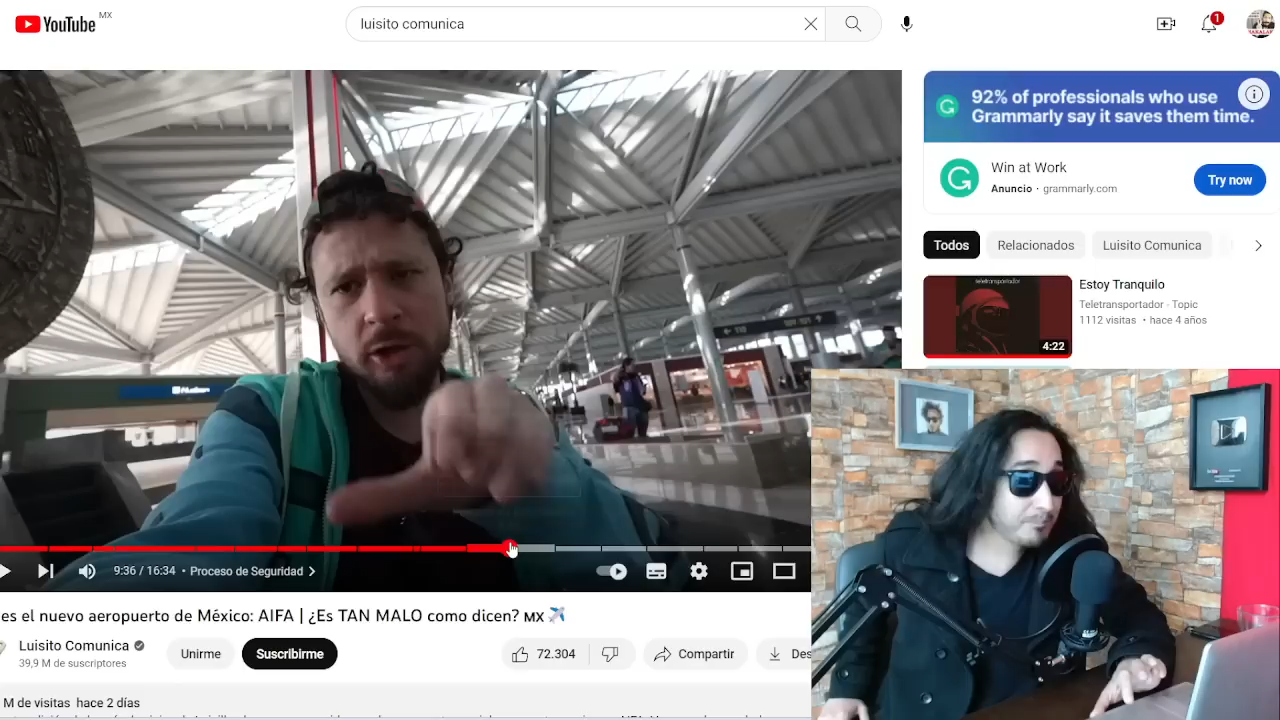 YouTube MX
luisito comunica
1
92% of professionals who use
Grammarly say it saves them time.
Win at Work
Anuncio · grammarly.com
Try now
Todos
Relacionados
Luisito Comunica
Estoy Tranquilo
Teletransportador - Topic
1112 visitas • hace 4 años
teletransportador
4:22
9:36 / 16:34 • Proceso de Seguridad
es el nuevo aeropuerto de México: AIFA | ¿Es TAN MALO como dicen? MX
Luisito Comunica
39,9 M de suscriptores
Unirme
Suscribirme
72.304
Compartir
Des
M de visitas hace 2 días